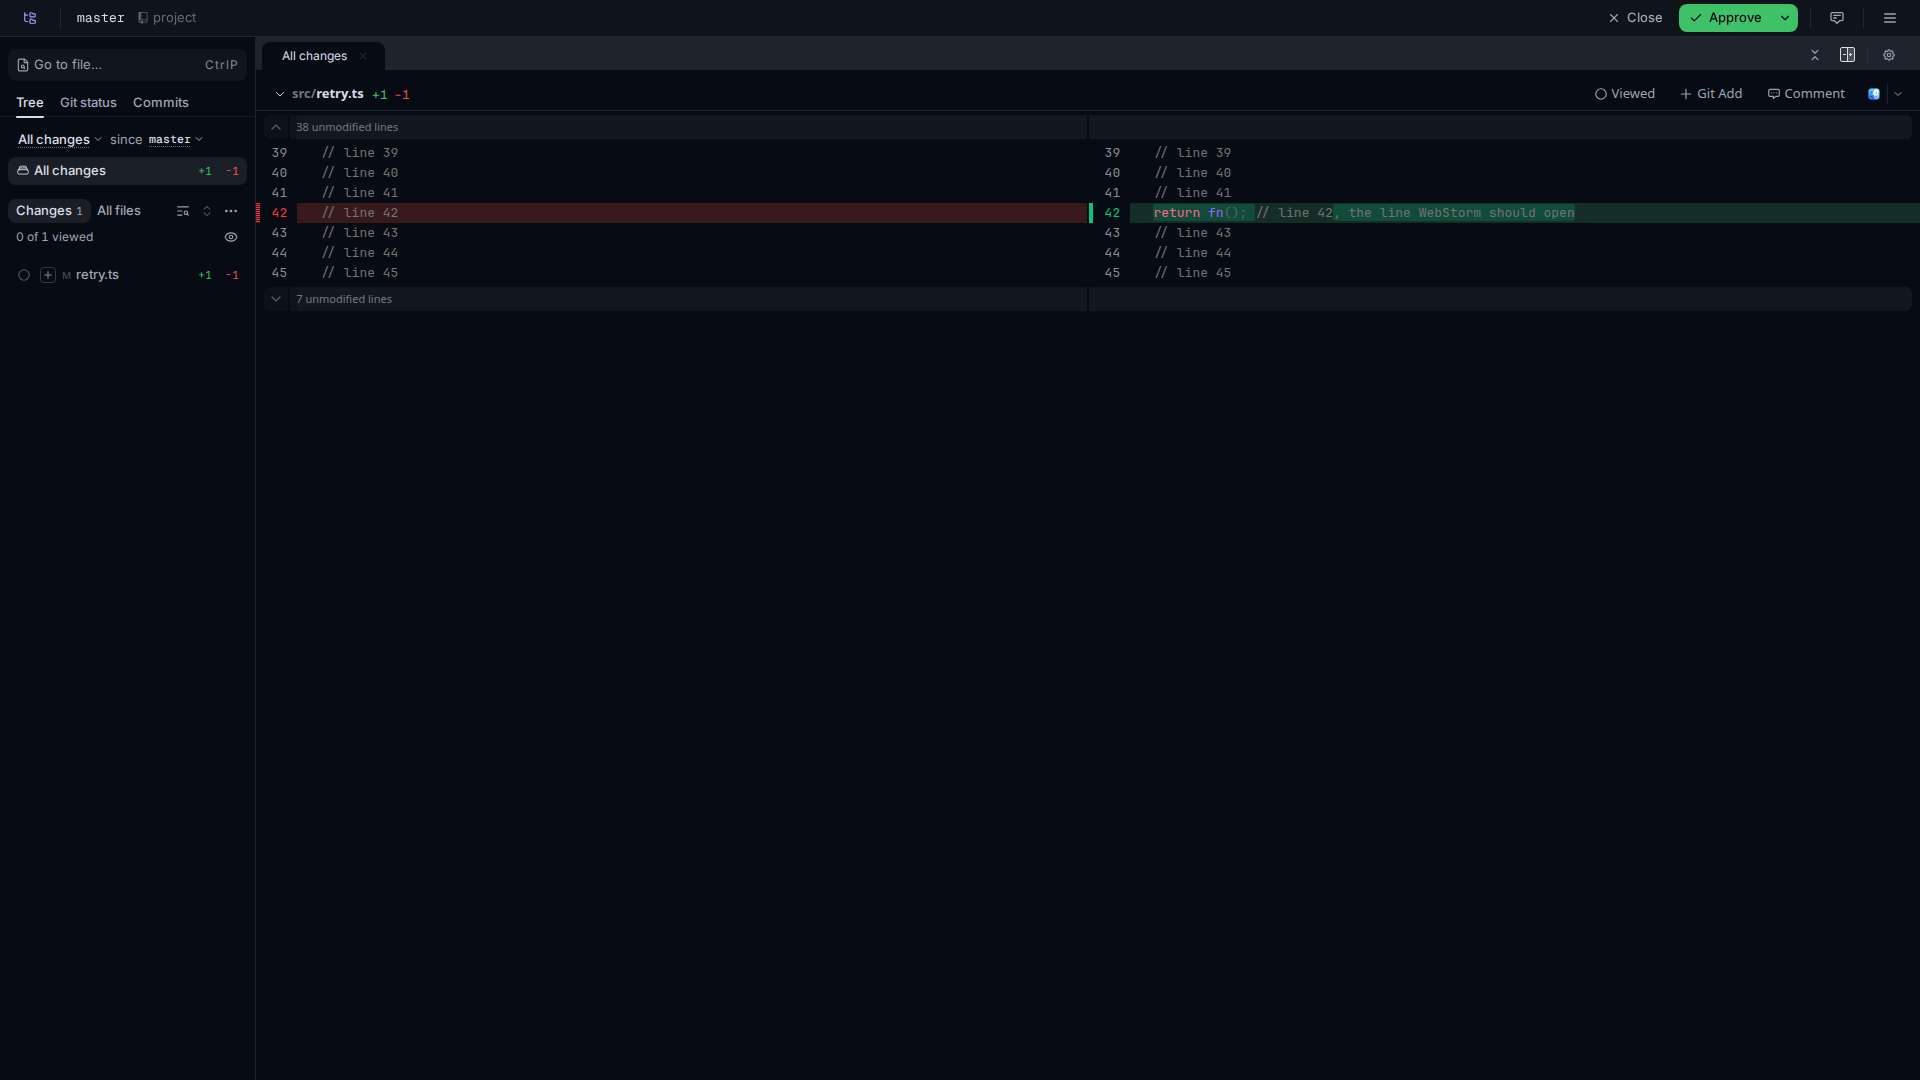 master project Close Approve
Go to file... CtrlP
All changes
Tree Git status Commits
src/retry.ts +1 -1 Viewed Git Add Comment
All changes since master
All changes +1 -1
Changes 1 All files
0 of 1 viewed
M retry.ts +1 -1
38 unmodified lines
39 // line 39 39 // line 39
40 // line 40 40 // line 40
41 // line 41 41 // line 41
42 // line 42 42 return fn(); // line 42, the line WebStorm should open
43 // line 43 43 // line 43
44 // line 44 44 // line 44
45 // line 45 45 // line 45
7 unmodified lines